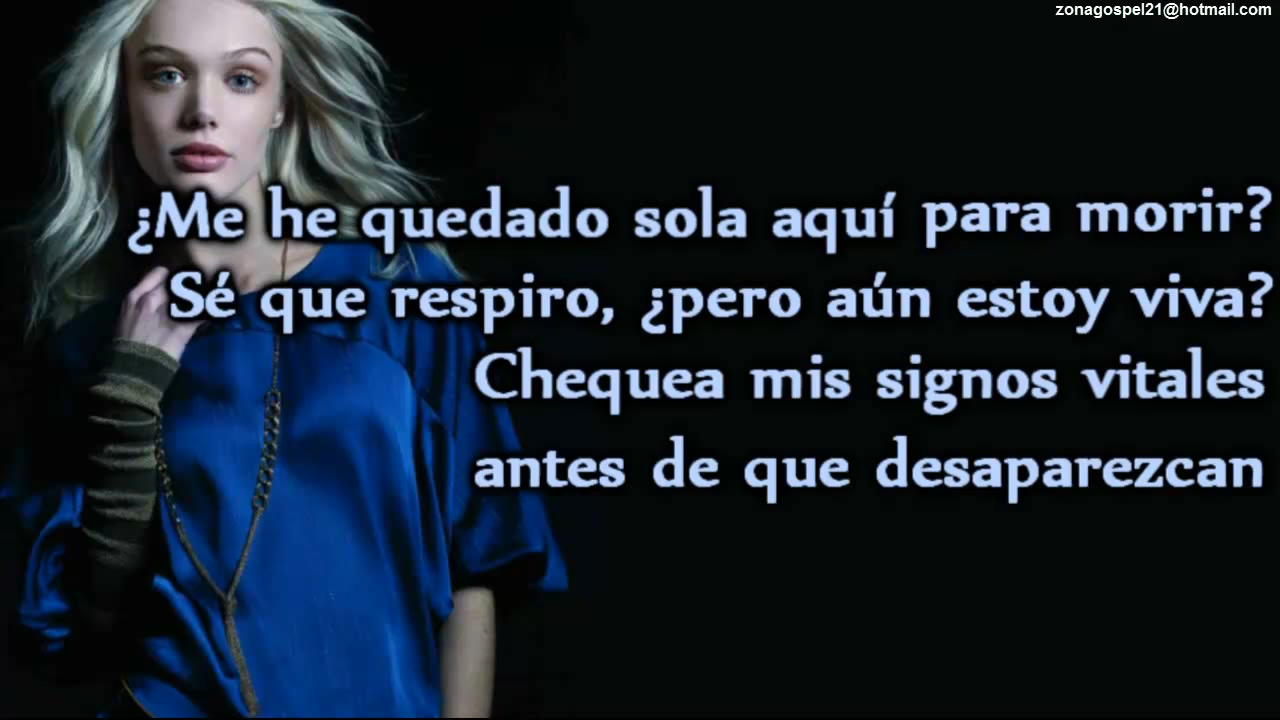 zonagospel21@hotmail.com
¿Me he quedado sola aquí para morir?
Sé que respiro, ¿pero aún estoy viva?
Chequea mis signos vitales
antes de que desaparezcan